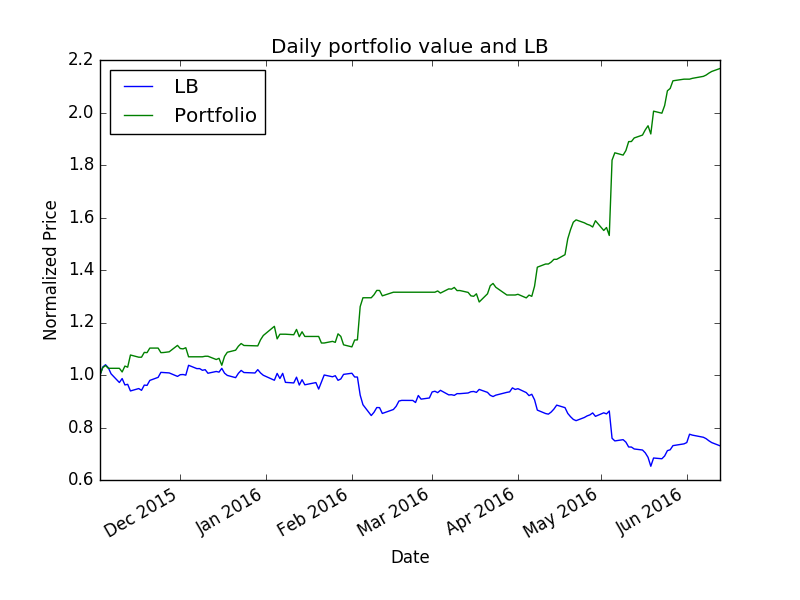 Daily portfolio value and LB
LB
Portfolio
Normalized Price
2.2
2.0
1.8
1.6
1.4
1.2
1.0
0.8
0.6
Dec 2015
Jan 2016
Feb 2016
Mar 2016
Apr 2016
May 2016
Jun 2016
Date